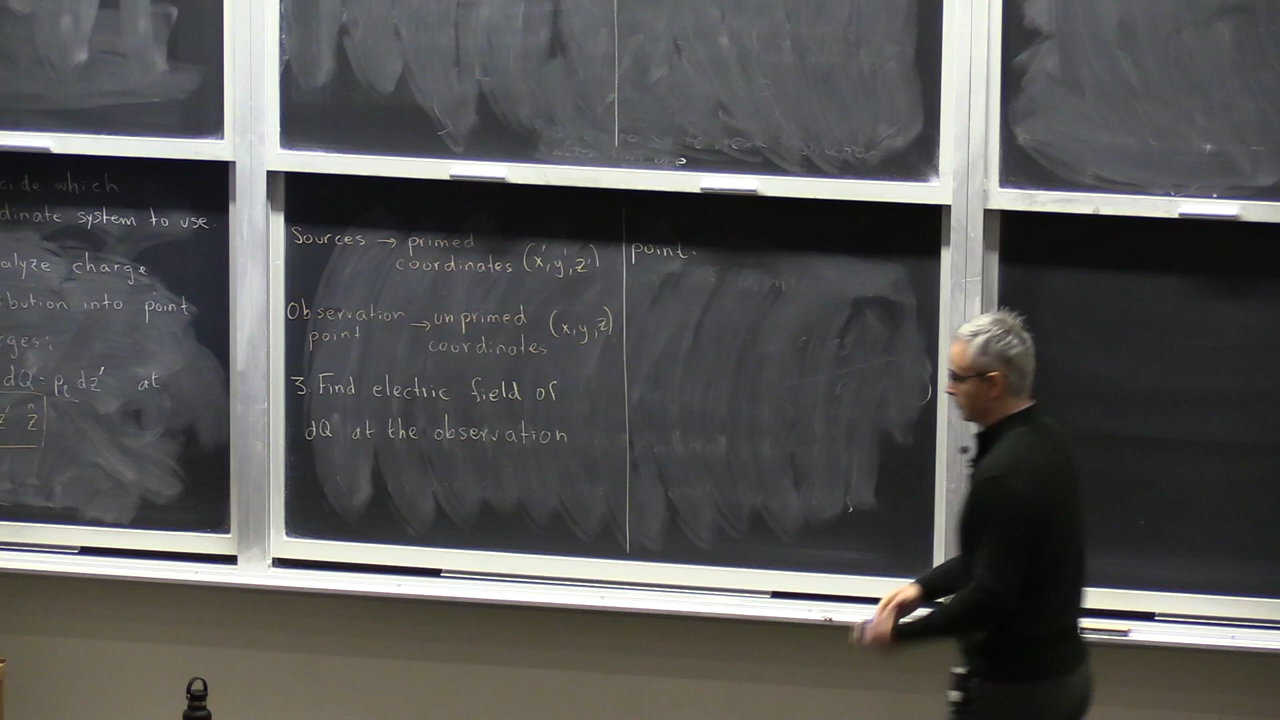 cide which
dinate system to use.
alyze charge
bution into point
rges;
dQ = ρℓ dz' at
z' ẑ
Sources → primed
coordinates (x', y', z')
Observation → unprimed (x, y, z)
point coordinates
3. Find electric field of
dQ at the observation
point.